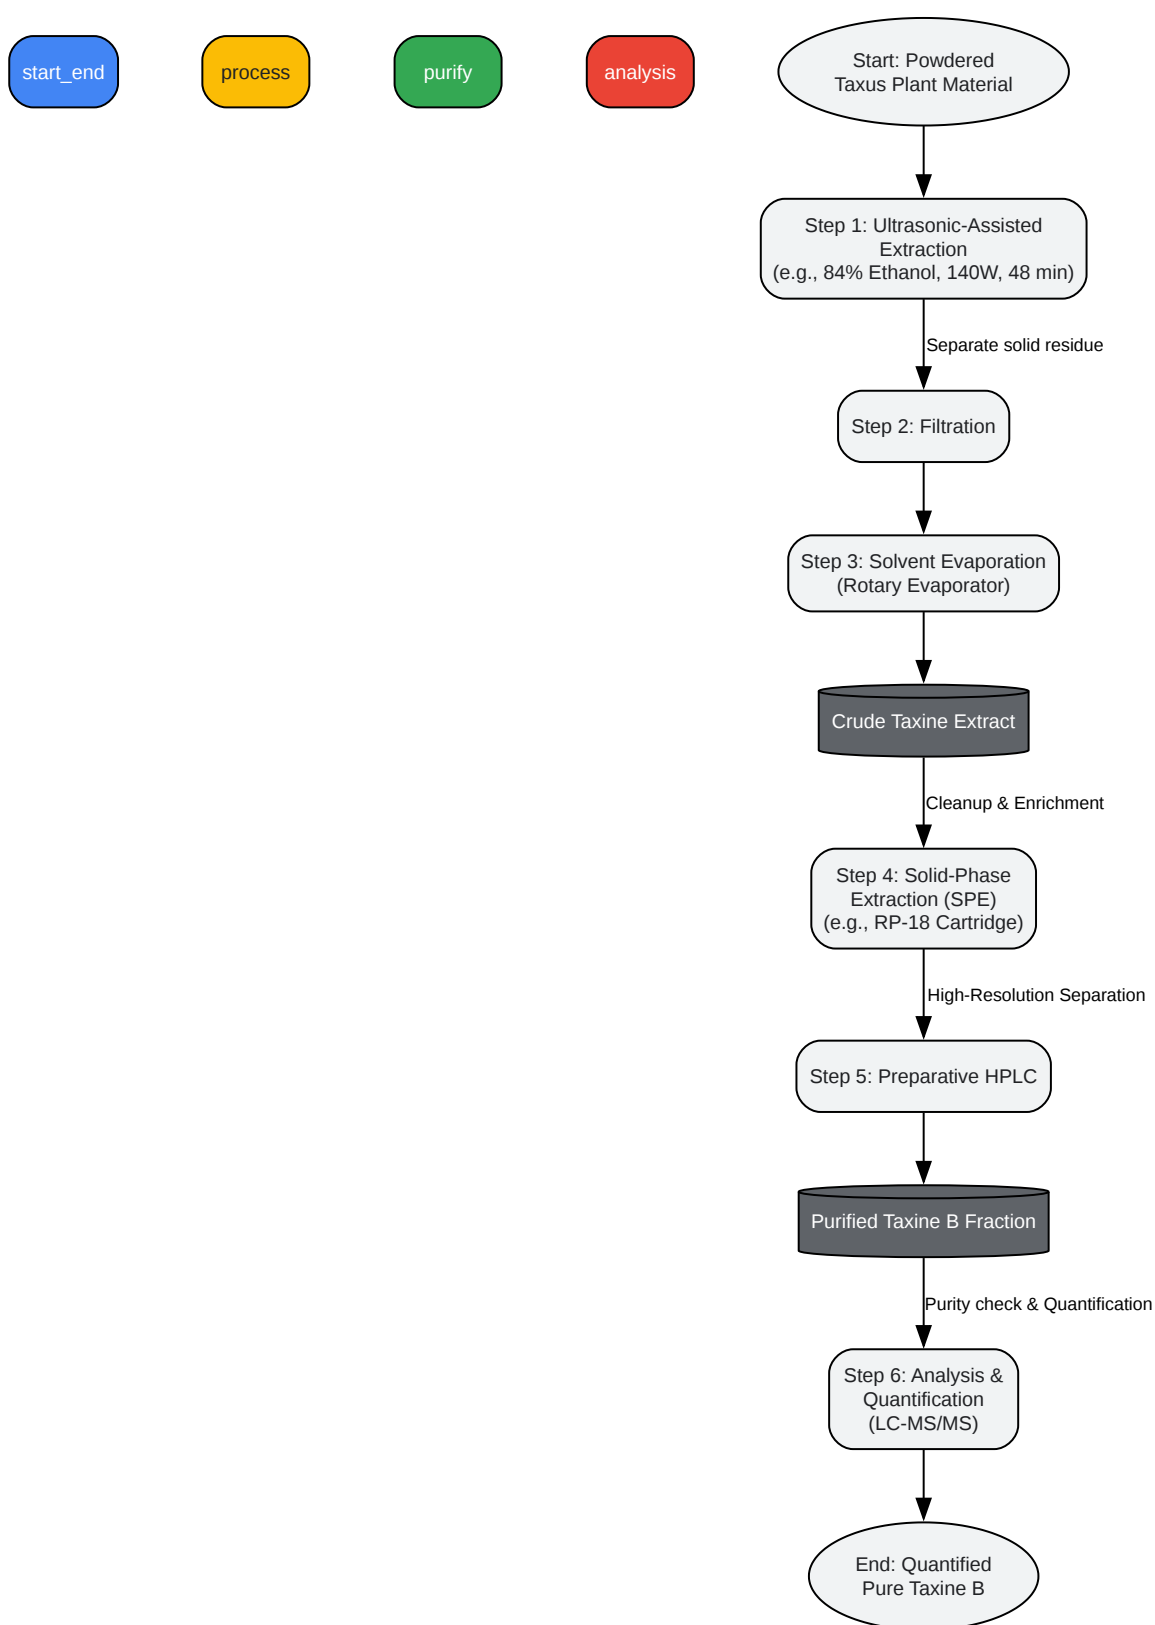 start_end
process
purify
analysis
Start: Powdered
Taxus Plant Material
Step 1: Ultrasonic-Assisted
Extraction
(e.g., 84% Ethanol, 140W, 48 min)
Separate solid residue
Step 2: Filtration
Step 3: Solvent Evaporation
(Rotary Evaporator)
Crude Taxine Extract
Cleanup & Enrichment
Step 4: Solid-Phase
Extraction (SPE)
(e.g., RP-18 Cartridge)
High-Resolution Separation
Step 5: Preparative HPLC
Purified Taxine B Fraction
Purity check & Quantification
Step 6: Analysis &
Quantification
(LC-MS/MS)
End: Quantified
Pure Taxine B